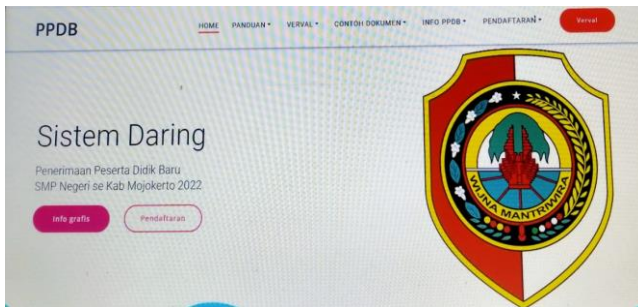 PPDB
HOME PANDUAN VERVAL CONTOH DOKUMEN INFO PPDB PENDAFTARAN Verval
Sistem Daring
Penerimaan Peserta Didik Baru
SMP Negeri se Kab Mojokerto 2022
Info grafis Pendaftaran
WIJNA MANTRIWIRA